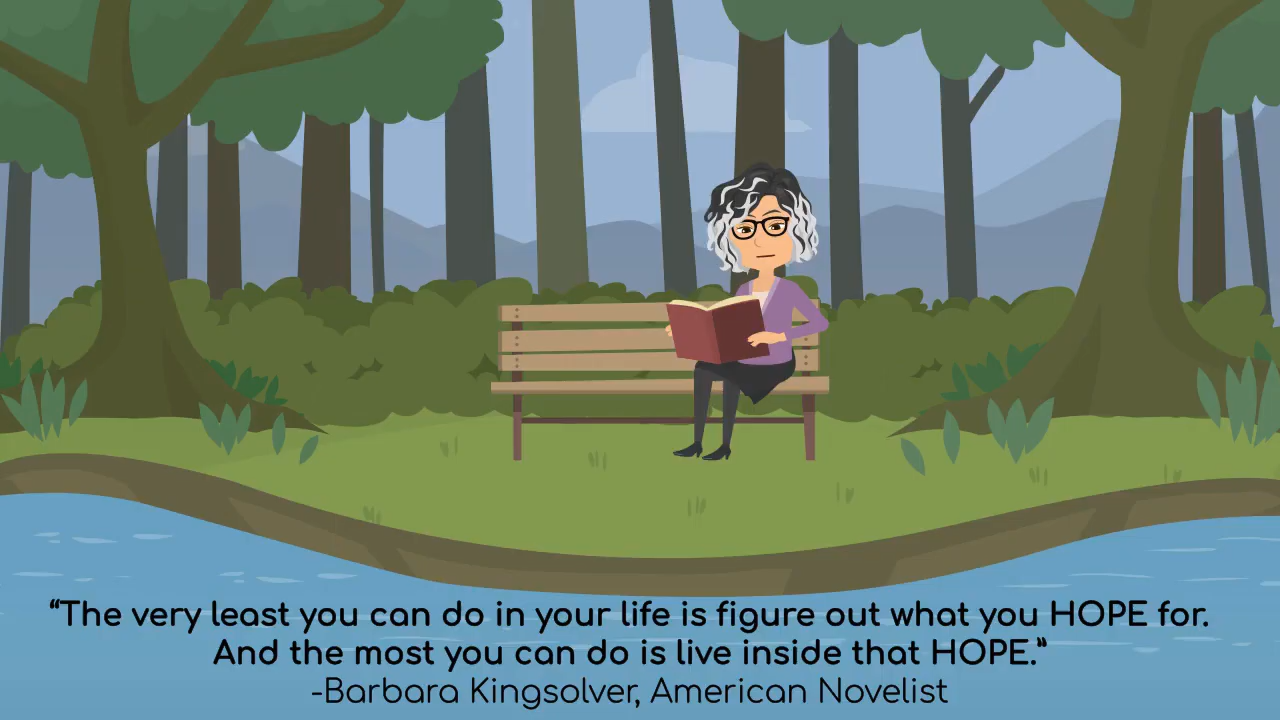 “The very least you can do in your life is figure out what you HOPE for.
And the most you can do is live inside that HOPE.”
-Barbara Kingsolver, American Novelist